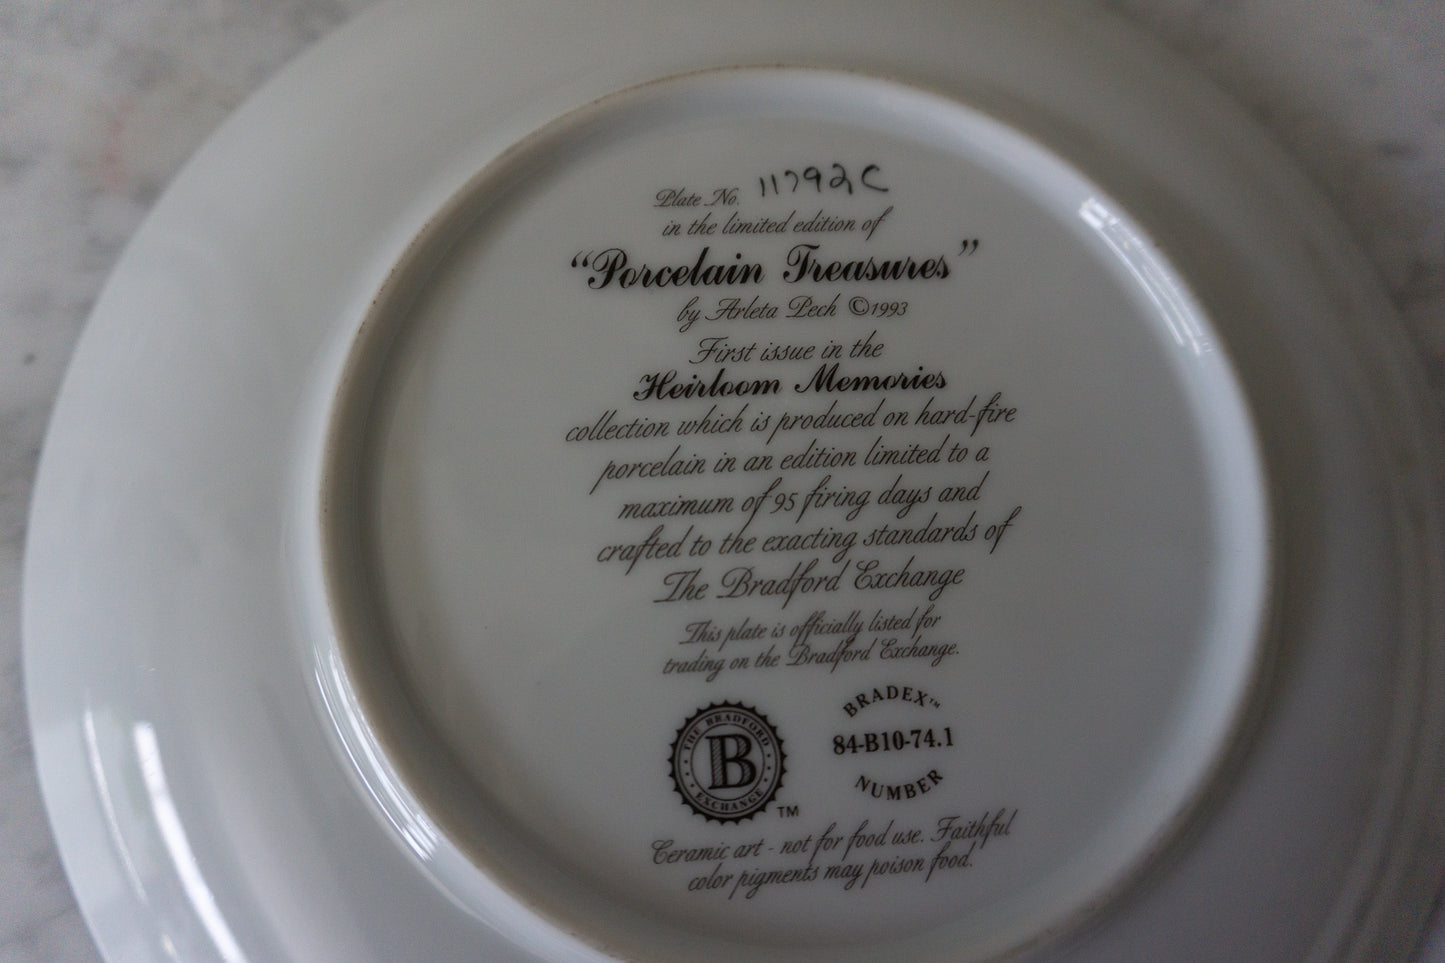 Plate No. 11792C
in the limited edition of
“Porcelain Treasures”
by Arleta Pech ©1993
First issue in the
Heirloom Memories
collection which is produced on hard-fire
porcelain in an edition limited to a
maximum of 95 firing days and
crafted to the exacting standards of
The Bradford Exchange
This plate is officially listed for
trading on the Bradford Exchange.
THE BRADFORD
B
EXCHANGE
TM
BRADEX™
84-B10-74.1
NUMBER
Ceramic art - not for food use. Faithful
color pigments may poison food.